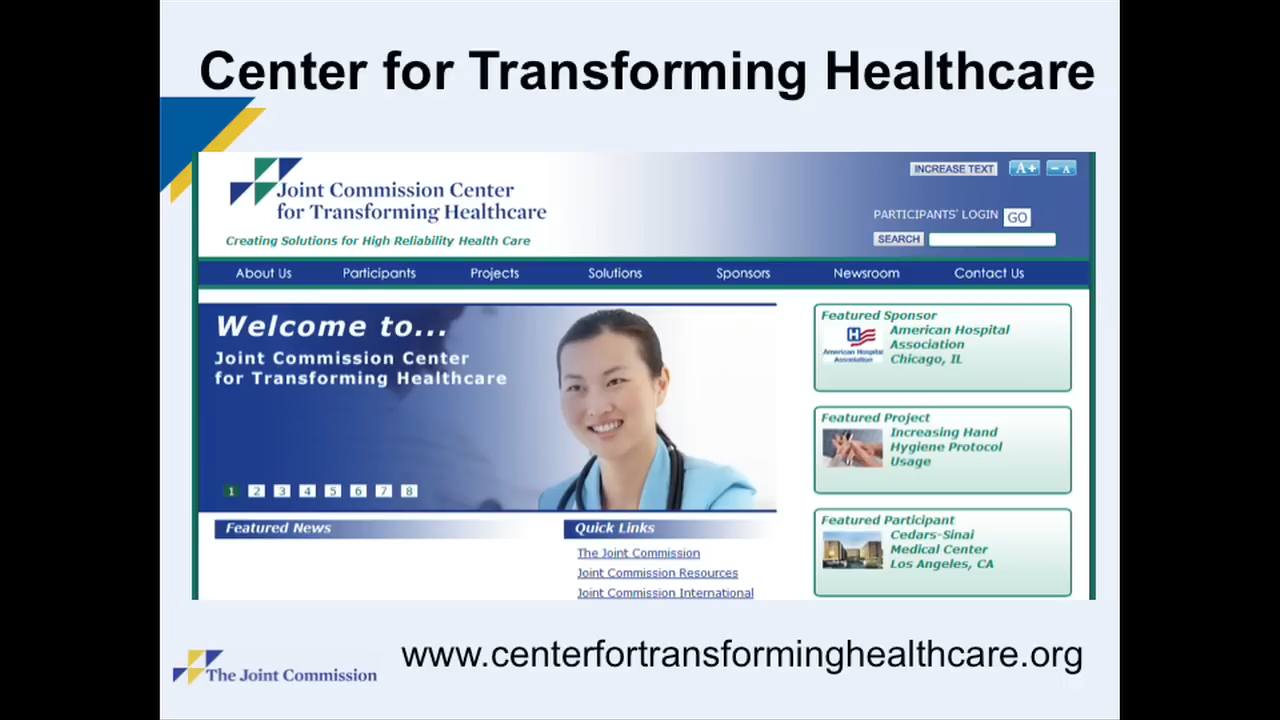 Center for Transforming Healthcare
Joint Commission Center
for Transforming Healthcare
Creating Solutions for High Reliability Health Care
INCREASE TEXT
A+
- A
PARTICIPANTS' LOGIN GO
SEARCH
About Us Participants Projects Solutions Sponsors Newsroom Contact Us
Welcome to...
Joint Commission Center
for Transforming Healthcare
1 2 3 4 5 6 7 8
Featured News
Quick Links
The Joint Commission
Joint Commission Resources
Joint Commission International
Featured Sponsor
H
American Hospital
Association
American Hospital
Association
Chicago, IL
Featured Project
Increasing Hand
Hygiene Protocol
Usage
Featured Participant
Cedars-Sinai
Medical Center
Los Angeles, CA
The Joint Commission
www.centerfortransforminghealthcare.org